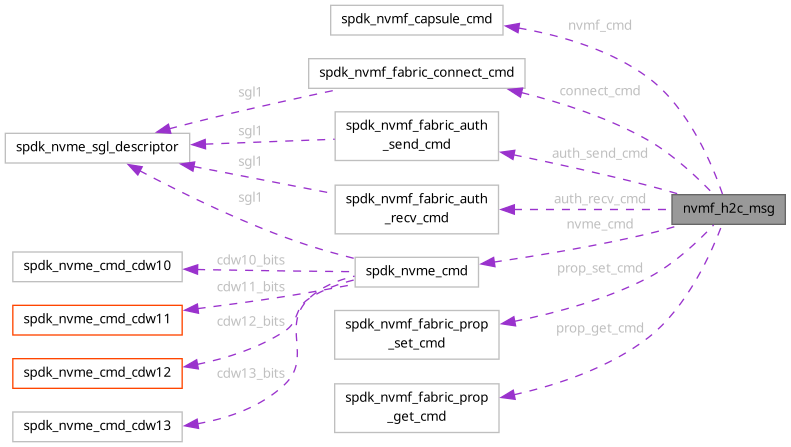 spdk_nvmf_capsule_cmd
nvmf_cmd
spdk_nvmf_fabric_connect_cmd
connect_cmd
sgl1
spdk_nvmf_fabric_auth
_send_cmd
sgl1
auth_send_cmd
spdk_nvme_sgl_descriptor
sgl1
spdk_nvmf_fabric_auth
_recv_cmd
auth_recv_cmd
nvmf_h2c_msg
sgl1
nvme_cmd
spdk_nvme_cmd
spdk_nvme_cmd_cdw10
cdw10_bits
prop_set_cmd
cdw11_bits
spdk_nvme_cmd_cdw11
cdw12_bits
spdk_nvmf_fabric_prop
_set_cmd
prop_get_cmd
spdk_nvme_cmd_cdw12
cdw13_bits
spdk_nvmf_fabric_prop
_get_cmd
spdk_nvme_cmd_cdw13